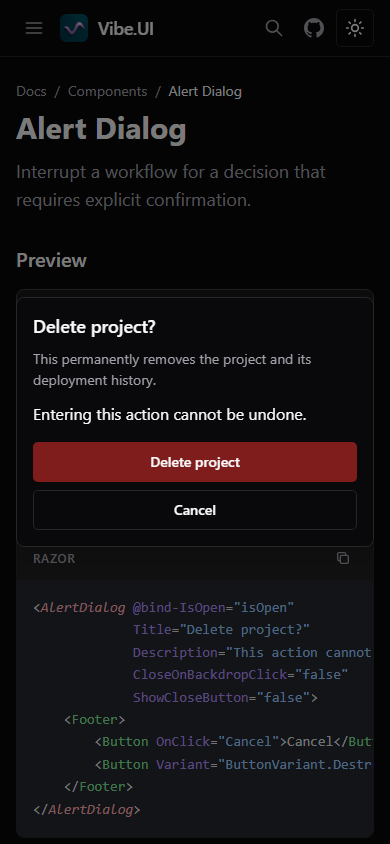 Vibe.UI
Docs / Components / Alert Dialog
Alert Dialog
Interrupt a workflow for a decision that
requires explicit confirmation.
Preview
Delete project?
This permanently removes the project and its
deployment history.
Entering this action cannot be undone.
Delete project
Cancel
RAZOR
<AlertDialog @bind-IsOpen="isOpen"
Title="Delete project?"
Description="This action cannot
CloseOnBackdropClick="false"
ShowCloseButton="false">
<Footer>
<Button OnClick="Cancel">Cancel</But
<Button Variant="ButtonVariant.Destr
</Footer>
</AlertDialog>